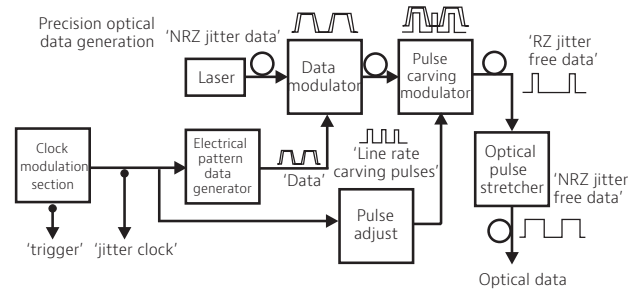 Precision optical
data generation
'NRZ jitter data'
Laser
Data
modulator
Pulse
carving
modulator
'RZ jitter
free data'
Clock
modulation
section
Electrical
pattern
data
generator
'Data'
'Line rate
carving pulses'
Optical
pulse
stretcher
'NRZ jitter
free data'
Pulse
adjust
'trigger'
'jitter clock'
Optical data